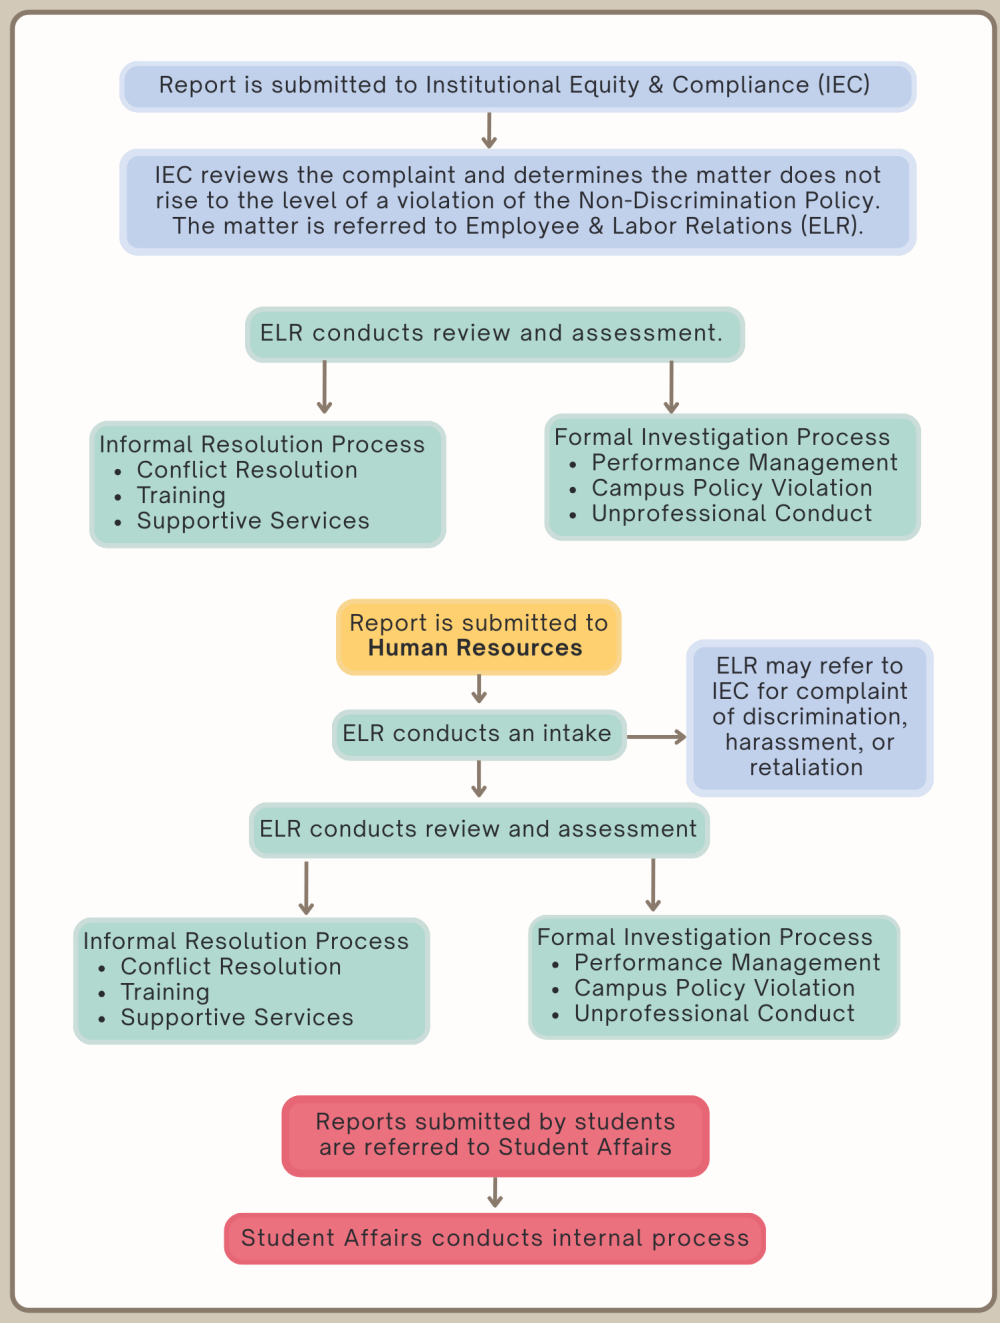 Report is submitted to Institutional Equity & Compliance (IEC)
IEC reviews the complaint and determines the matter does not
rise to the level of a violation of the Non-Discrimination Policy.
The matter is referred to Employee & Labor Relations (ELR).
ELR conducts review and assessment.
Informal Resolution Process
• Conflict Resolution
• Training
• Supportive Services
Formal Investigation Process
• Performance Management
• Campus Policy Violation
• Unprofessional Conduct
Report is submitted to
Human Resources
ELR conducts an intake
ELR may refer to
IEC for complaint
of discrimination,
harassment, or
retaliation
ELR conducts review and assessment
Informal Resolution Process
• Conflict Resolution
• Training
• Supportive Services
Formal Investigation Process
• Performance Management
• Campus Policy Violation
• Unprofessional Conduct
Reports submitted by students
are referred to Student Affairs
Student Affairs conducts internal process